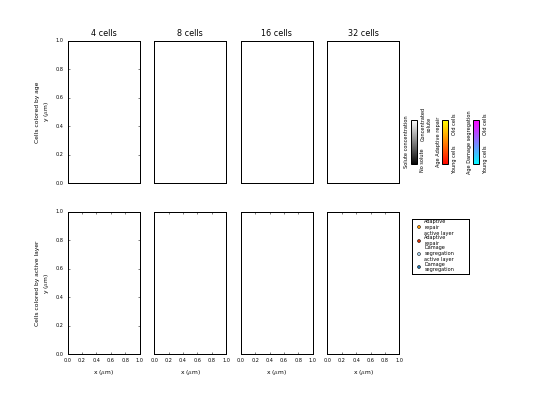 4 cells 8 cells 16 cells 32 cells
Cells colored by age
y (μm)
1.0
0.8
0.6
0.4
0.2
0.0
Solute concentration
No solute
Concentrated
solute
Age Adaptive repair
Young cells
Old cells
Age Damage segregation
Young cells
Old cells
Cells colored by active layer
y (μm)
1.0
0.8
0.6
0.4
0.2
0.0
0.0 0.2 0.4 0.6 0.8 1.0 0.0 0.2 0.4 0.6 0.8 1.0 0.0 0.2 0.4 0.6 0.8 1.0 0.0 0.2 0.4 0.6 0.8 1.0
x (μm) x (μm) x (μm) x (μm)
Adaptive
repair
active layer
Adaptive
repair
Damage
segregation
active layer
Damage
segregation